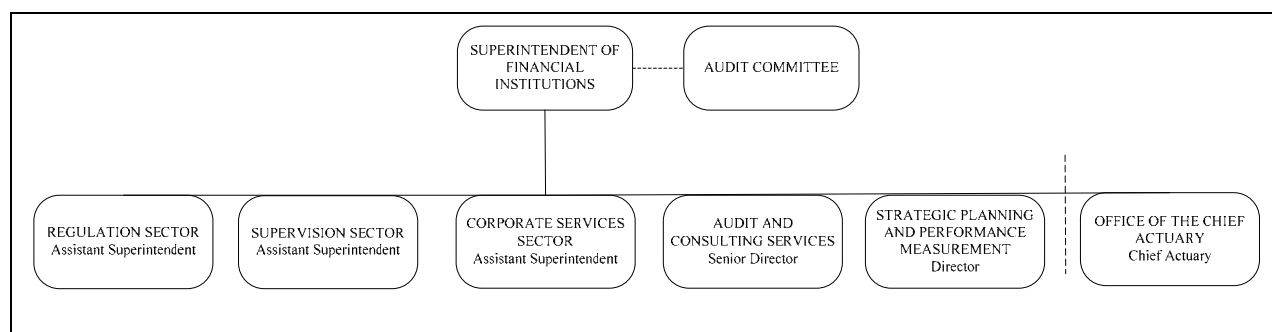 SUPERINTENDENT OF
FINANCIAL
INSTITUTIONS
AUDIT COMMITTEE
REGULATION SECTOR
Assistant Superintendent
SUPERVISION SECTOR
Assistant Superintendent
CORPORATE SERVICES
SECTOR
Assistant Superintendent
AUDIT AND
CONSULTING SERVICES
Senior Director
STRATEGIC PLANNING
AND PERFORMANCE
MEASUREMENT
Director
OFFICE OF THE CHIEF
ACTUARY
Chief Actuary